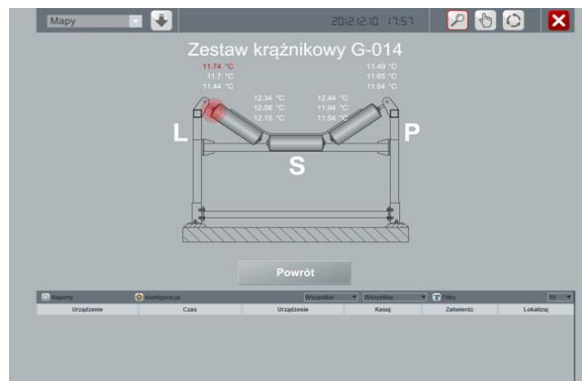 Mapy 2012.12.10 17:57
Zestaw krążnikowy G-014
11.74 °C 11.49 °C
11.7 °C 11.65 °C
11.44 °C 11.64 °C
12.34 °C 12.44 °C
12.06 °C 11.94 °C
12.15 °C 11.54 °C
L P
S
Powrót
Raporty Konfiguracja Wszystkie Wszystkie Filtry
Urządzenie Czas Urządzenie Kasuj Zatwierdź Lokalizuj